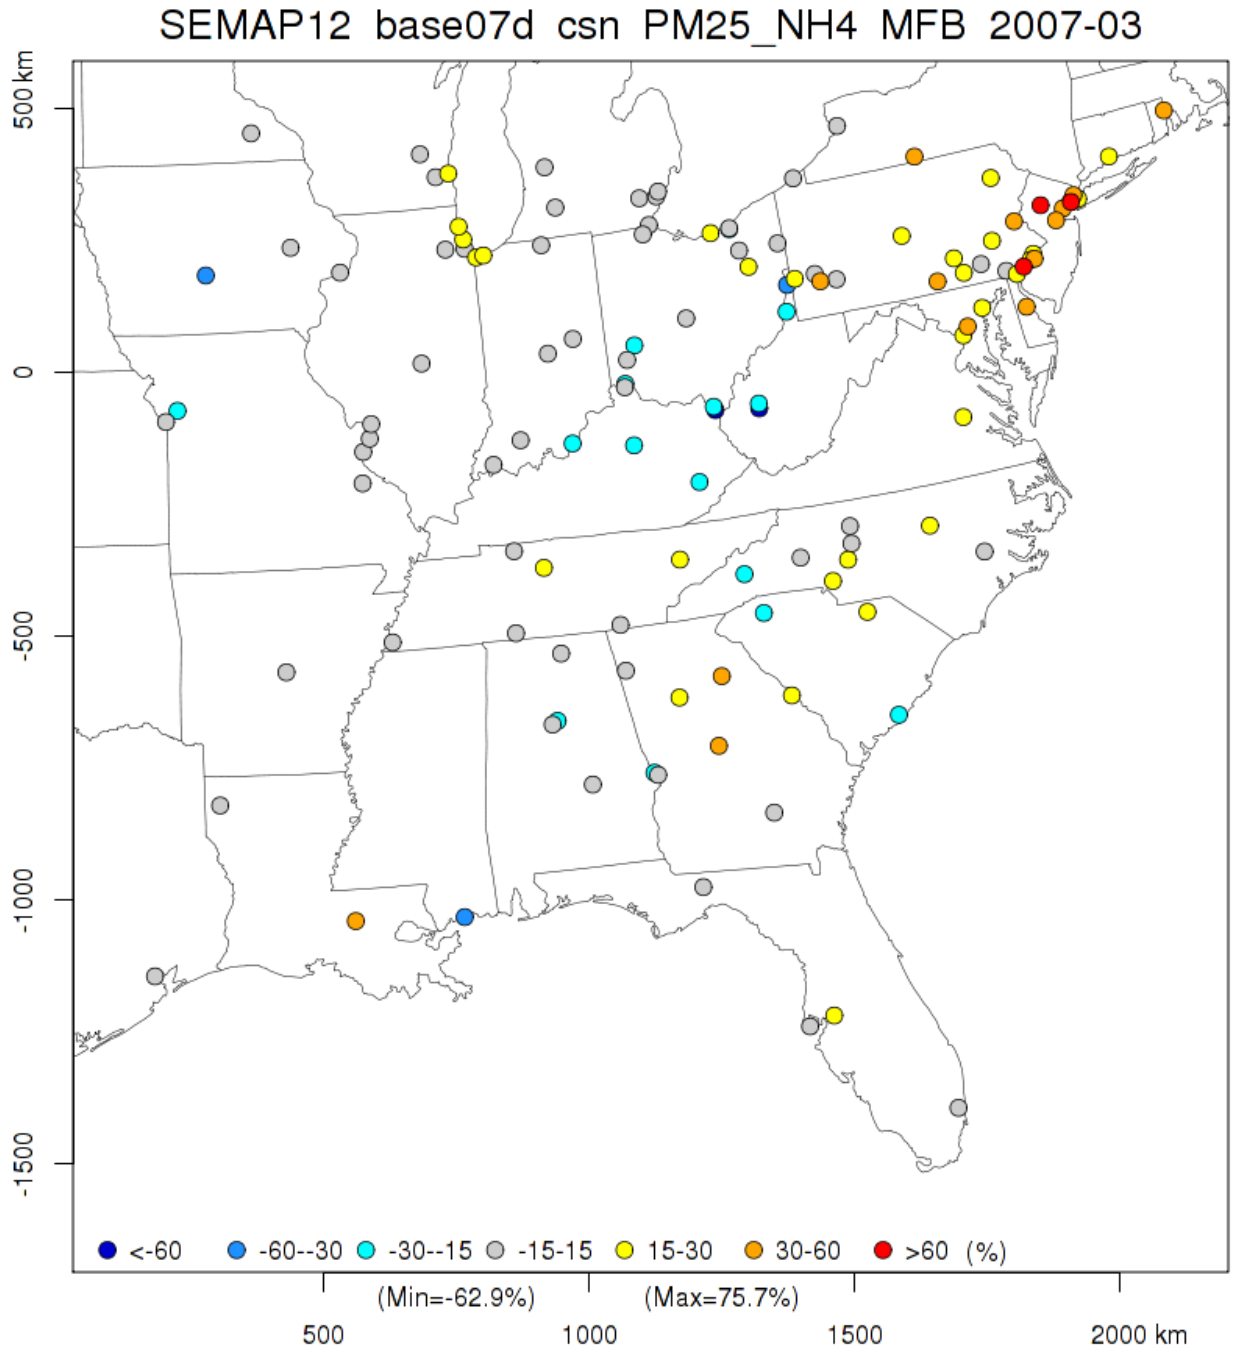 SEMAP12 base07d csn PM25_NH4 MFB 2007-03
500 km
0
-500
-1000
-1500
<-60 -60--30 -30--15 -15-15 15-30 30-60 >60 (%)
(Min=-62.9%) (Max=75.7%)
500 1000 1500 2000 km